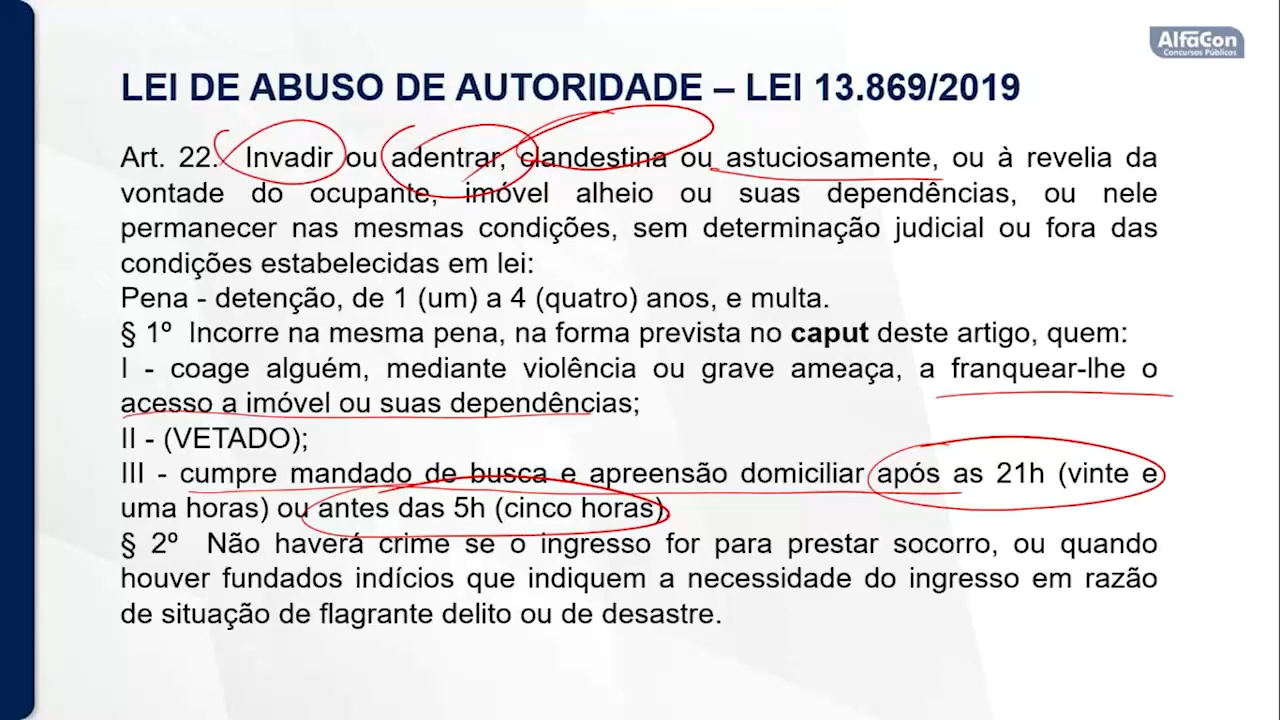 AlfaCon
Concursos Públicos
LEI DE ABUSO DE AUTORIDADE – LEI 13.869/2019
Art. 22. Invadir ou adentrar, clandestina ou astuciosamente, ou à revelia da
vontade do ocupante, imóvel alheio ou suas dependências, ou nele
permanecer nas mesmas condições, sem determinação judicial ou fora das
condições estabelecidas em lei:
Pena - detenção, de 1 (um) a 4 (quatro) anos, e multa.
§ 1º Incorre na mesma pena, na forma prevista no caput deste artigo, quem:
I - coage alguém, mediante violência ou grave ameaça, a franquear-lhe o
acesso a imóvel ou suas dependências;
II - (VETADO);
III - cumpre mandado de busca e apreensão domiciliar após as 21h (vinte e
uma horas) ou antes das 5h (cinco horas).
§ 2º Não haverá crime se o ingresso for para prestar socorro, ou quando
houver fundados indícios que indiquem a necessidade do ingresso em razão
de situação de flagrante delito ou de desastre.